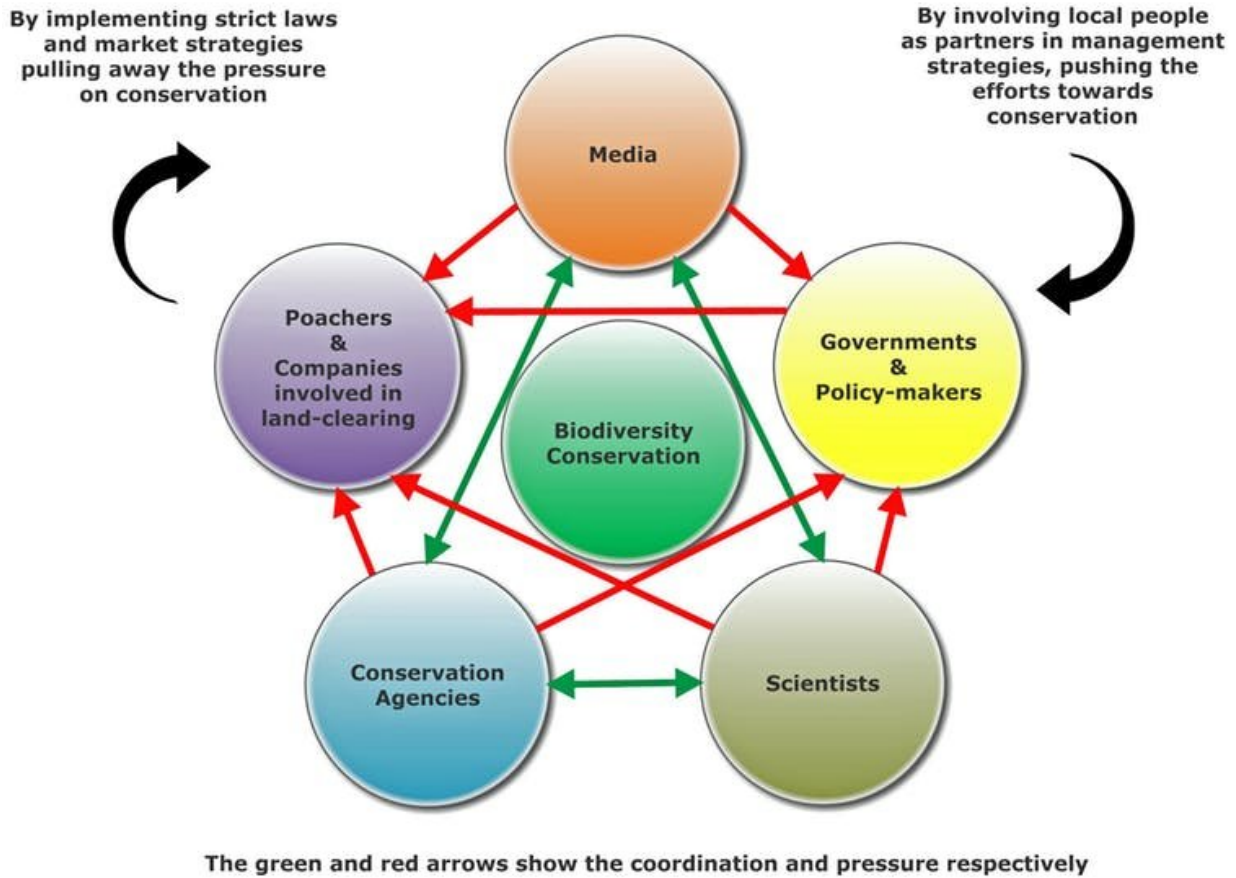 By implementing strict laws
and market strategies
pulling away the pressure
on conservation
By involving local people
as partners in management
strategies, pushing the
efforts towards
conservation
Media
Poachers
&
Companies
involved in
land-clearing
Governments
&
Policy-makers
Biodiversity
Conservation
Conservation
Agencies
Scientists
The green and red arrows show the coordination and pressure respectively